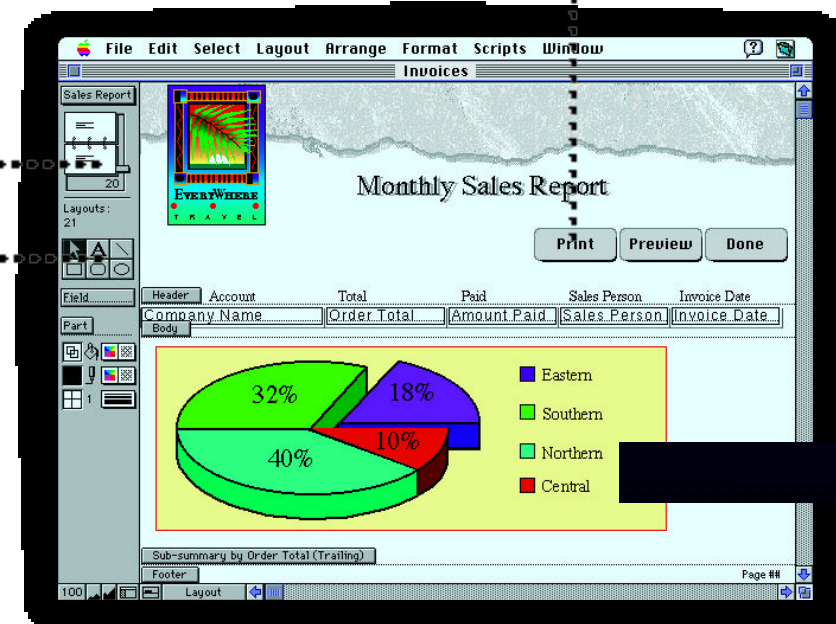 File Edit Select Layout Arrange Format Scripts Window
Invoices
Sales Report
20
Layouts:
21
A
Field
Part
1
EVERYWHERE
TRAVEL
Monthly Sales Report
Print Preview Done
Header Account Total Paid Sales Person Invoice Date
Company Name Order Total Amount Paid Sales Person Invoice Date
Body
32%
18%
10%
40%
Eastern
Southern
Northern
Central
Sub-summary by Order Total (Trailing)
Footer Page ##
100 Layout